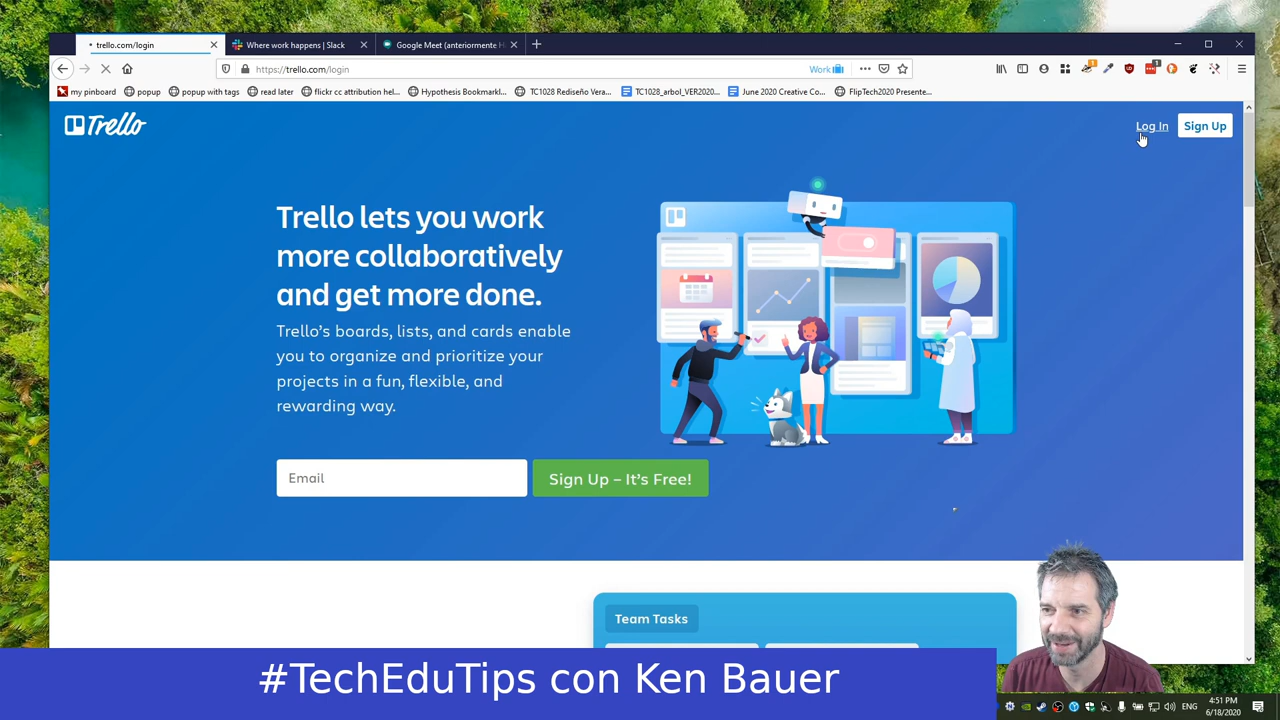 trello.com/login
Where work happens | Slack
Google Meet (anteriormente H
https://trello.com/login
Work
my pinboard
popup
popup with tags
read later
flickr cc attribution hel...
Hypothesis Bookmarkl...
TC1028 Rediseño Vera...
TC1028_arbol_VER2020...
June 2020 Creative Co...
FlipTech2020 Presente...
Trello
Log In
Sign Up
Trello lets you work
more collaboratively
and get more done.
Trello's boards, lists, and cards enable
you to organize and prioritize your
projects in a fun, flexible, and
rewarding way.
Email
Sign Up – It's Free!
Team Tasks
#TechEduTips con Ken Bauer
ENG
4:51 PM
6/18/2020